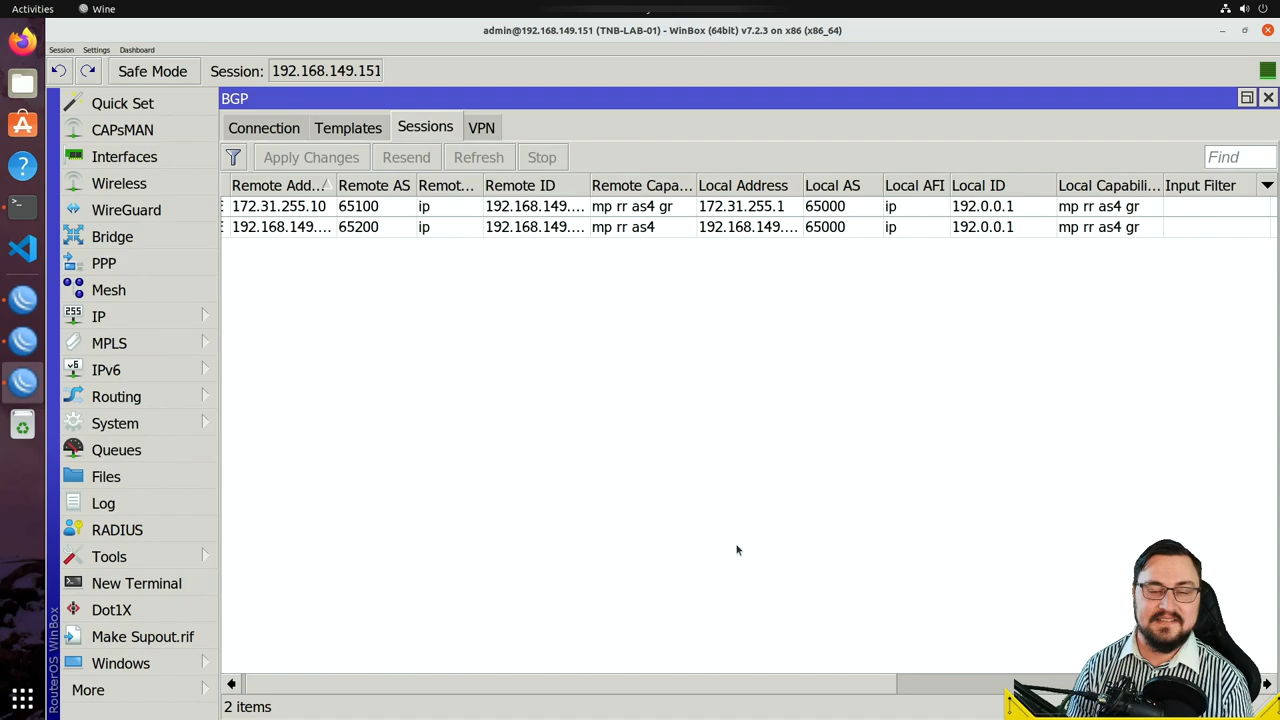 Activities
Wine
admin@192.168.149.151 (TNB-LAB-01) - WinBox (64bit) v7.2.3 on x86 (x86_64)
Session Settings Dashboard
Safe Mode Session: 192.168.149.151
Quick Set
CAPsMAN
Interfaces
Wireless
WireGuard
Bridge
PPP
Mesh
255 IP
MPLS
v6 IPv6
Routing
System
Queues
Files
Log
RADIUS
Tools
New Terminal
Dot1X
Make Supout.rif
Windows
More
RouterOS WinBox
BGP
Connection Templates Sessions VPN
Apply Changes Resend Refresh Stop Find
Remote Add... Remote AS Remot... Remote ID Remote Capa... Local Address Local AS Local AFI Local ID Local Capabili... Input Filter
172.31.255.10 65100 ip 192.168.149.... mp rr as4 gr 172.31.255.1 65000 ip 192.0.0.1 mp rr as4 gr
192.168.149.... 65200 ip 192.168.149.... mp rr as4 192.168.149.... 65000 ip 192.0.0.1 mp rr as4 gr
2 items